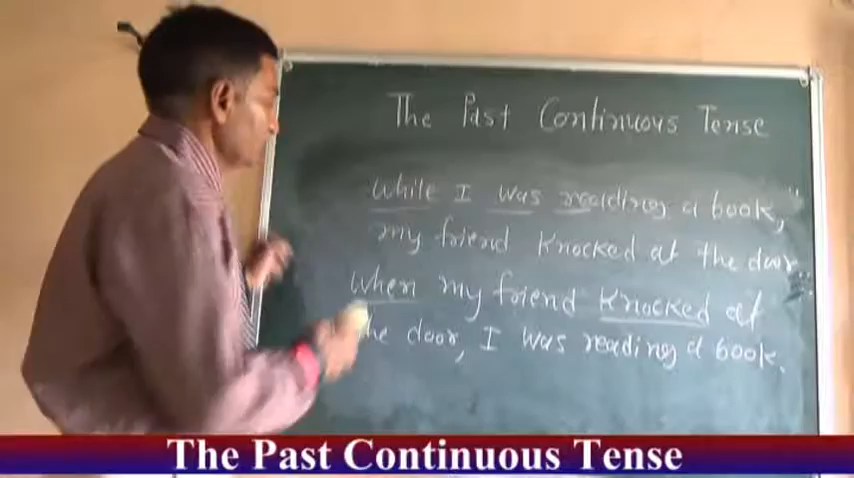 The Past Continuous Tense
While I was reading a book,
my friend knocked at the door
When my friend knocked at
the door, I was reading a book.
The Past Continuous Tense